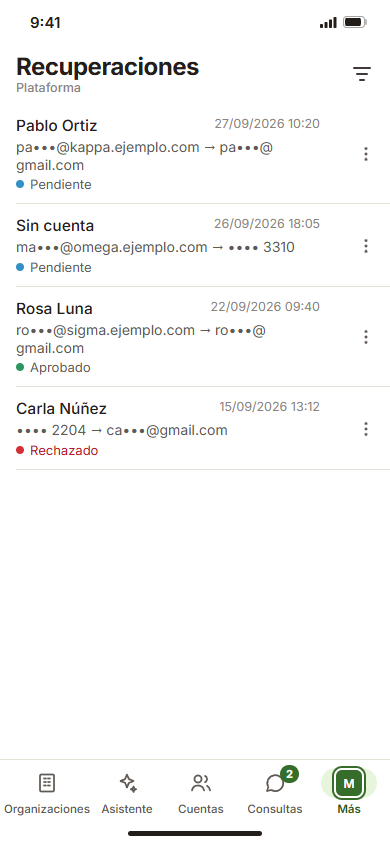 9:41
Recuperaciones
Plataforma
Pablo Ortiz 27/09/2026 10:20
pa•••@kappa.ejemplo.com → pa•••@
gmail.com
Pendiente
Sin cuenta 26/09/2026 18:05
ma•••@omega.ejemplo.com → •••• 3310
Pendiente
Rosa Luna 22/09/2026 09:40
ro•••@sigma.ejemplo.com → ro•••@
gmail.com
Aprobado
Carla Núñez 15/09/2026 13:12
•••• 2204 → ca•••@gmail.com
Rechazado
2
M
Organizaciones Asistente Cuentas Consultas Más